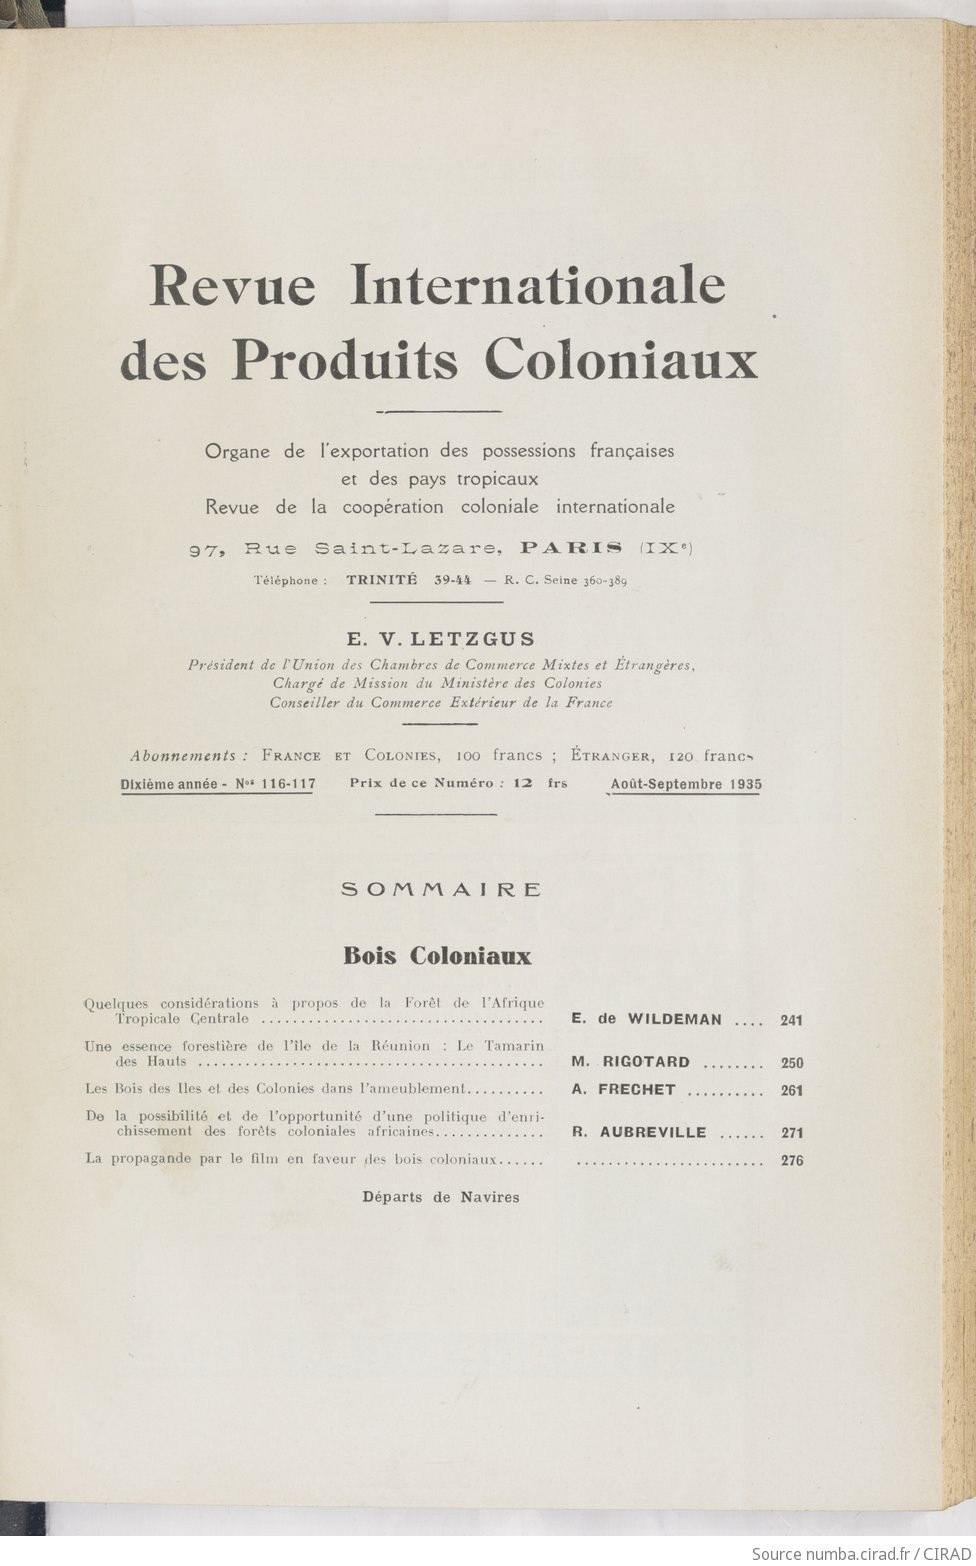 Revue Internationale
des Produits Coloniaux
Organe de l'exportation des possessions françaises
et des pays tropicaux
Revue de la coopération coloniale internationale
97, Rue Saint-Lazare, PARIS (IXe)
Téléphone : TRINITÉ 39-44 — R. C. Seine 360-389
E. V. LETZGUS
Président de l'Union des Chambres de Commerce Mixtes et Étrangères,
Chargé de Mission du Ministère des Colonies
Conseiller du Commerce Extérieur de la France
Abonnements : FRANCE ET COLONIES, 100 francs ; ÉTRANGER, 120 francs
Dixième année - Nos 116-117 Prix de ce Numéro : 12 frs Août-Septembre 1935
SOMMAIRE
Bois Coloniaux
Quelques considérations à propos de la Forêt de l'Afrique
Tropicale Centrale .................................... E. de WILDEMAN .... 241
Une essence forestière de l'île de la Réunion : Le Tamarin
des Hauts ............................................ M. RIGOTARD ........ 250
Les Bois des Iles et des Colonies dans l'ameublement.......... A. FRECHET .......... 261
De la possibilité et de l'opportunité d'une politique d'enri-
chissement des forêts coloniales africaines.............. R. AUBREVILLE ...... 271
La propagande par le film en faveur des bois coloniaux...... ........................ 276
Départs de Navires
Source numba.cirad.fr / CIRAD